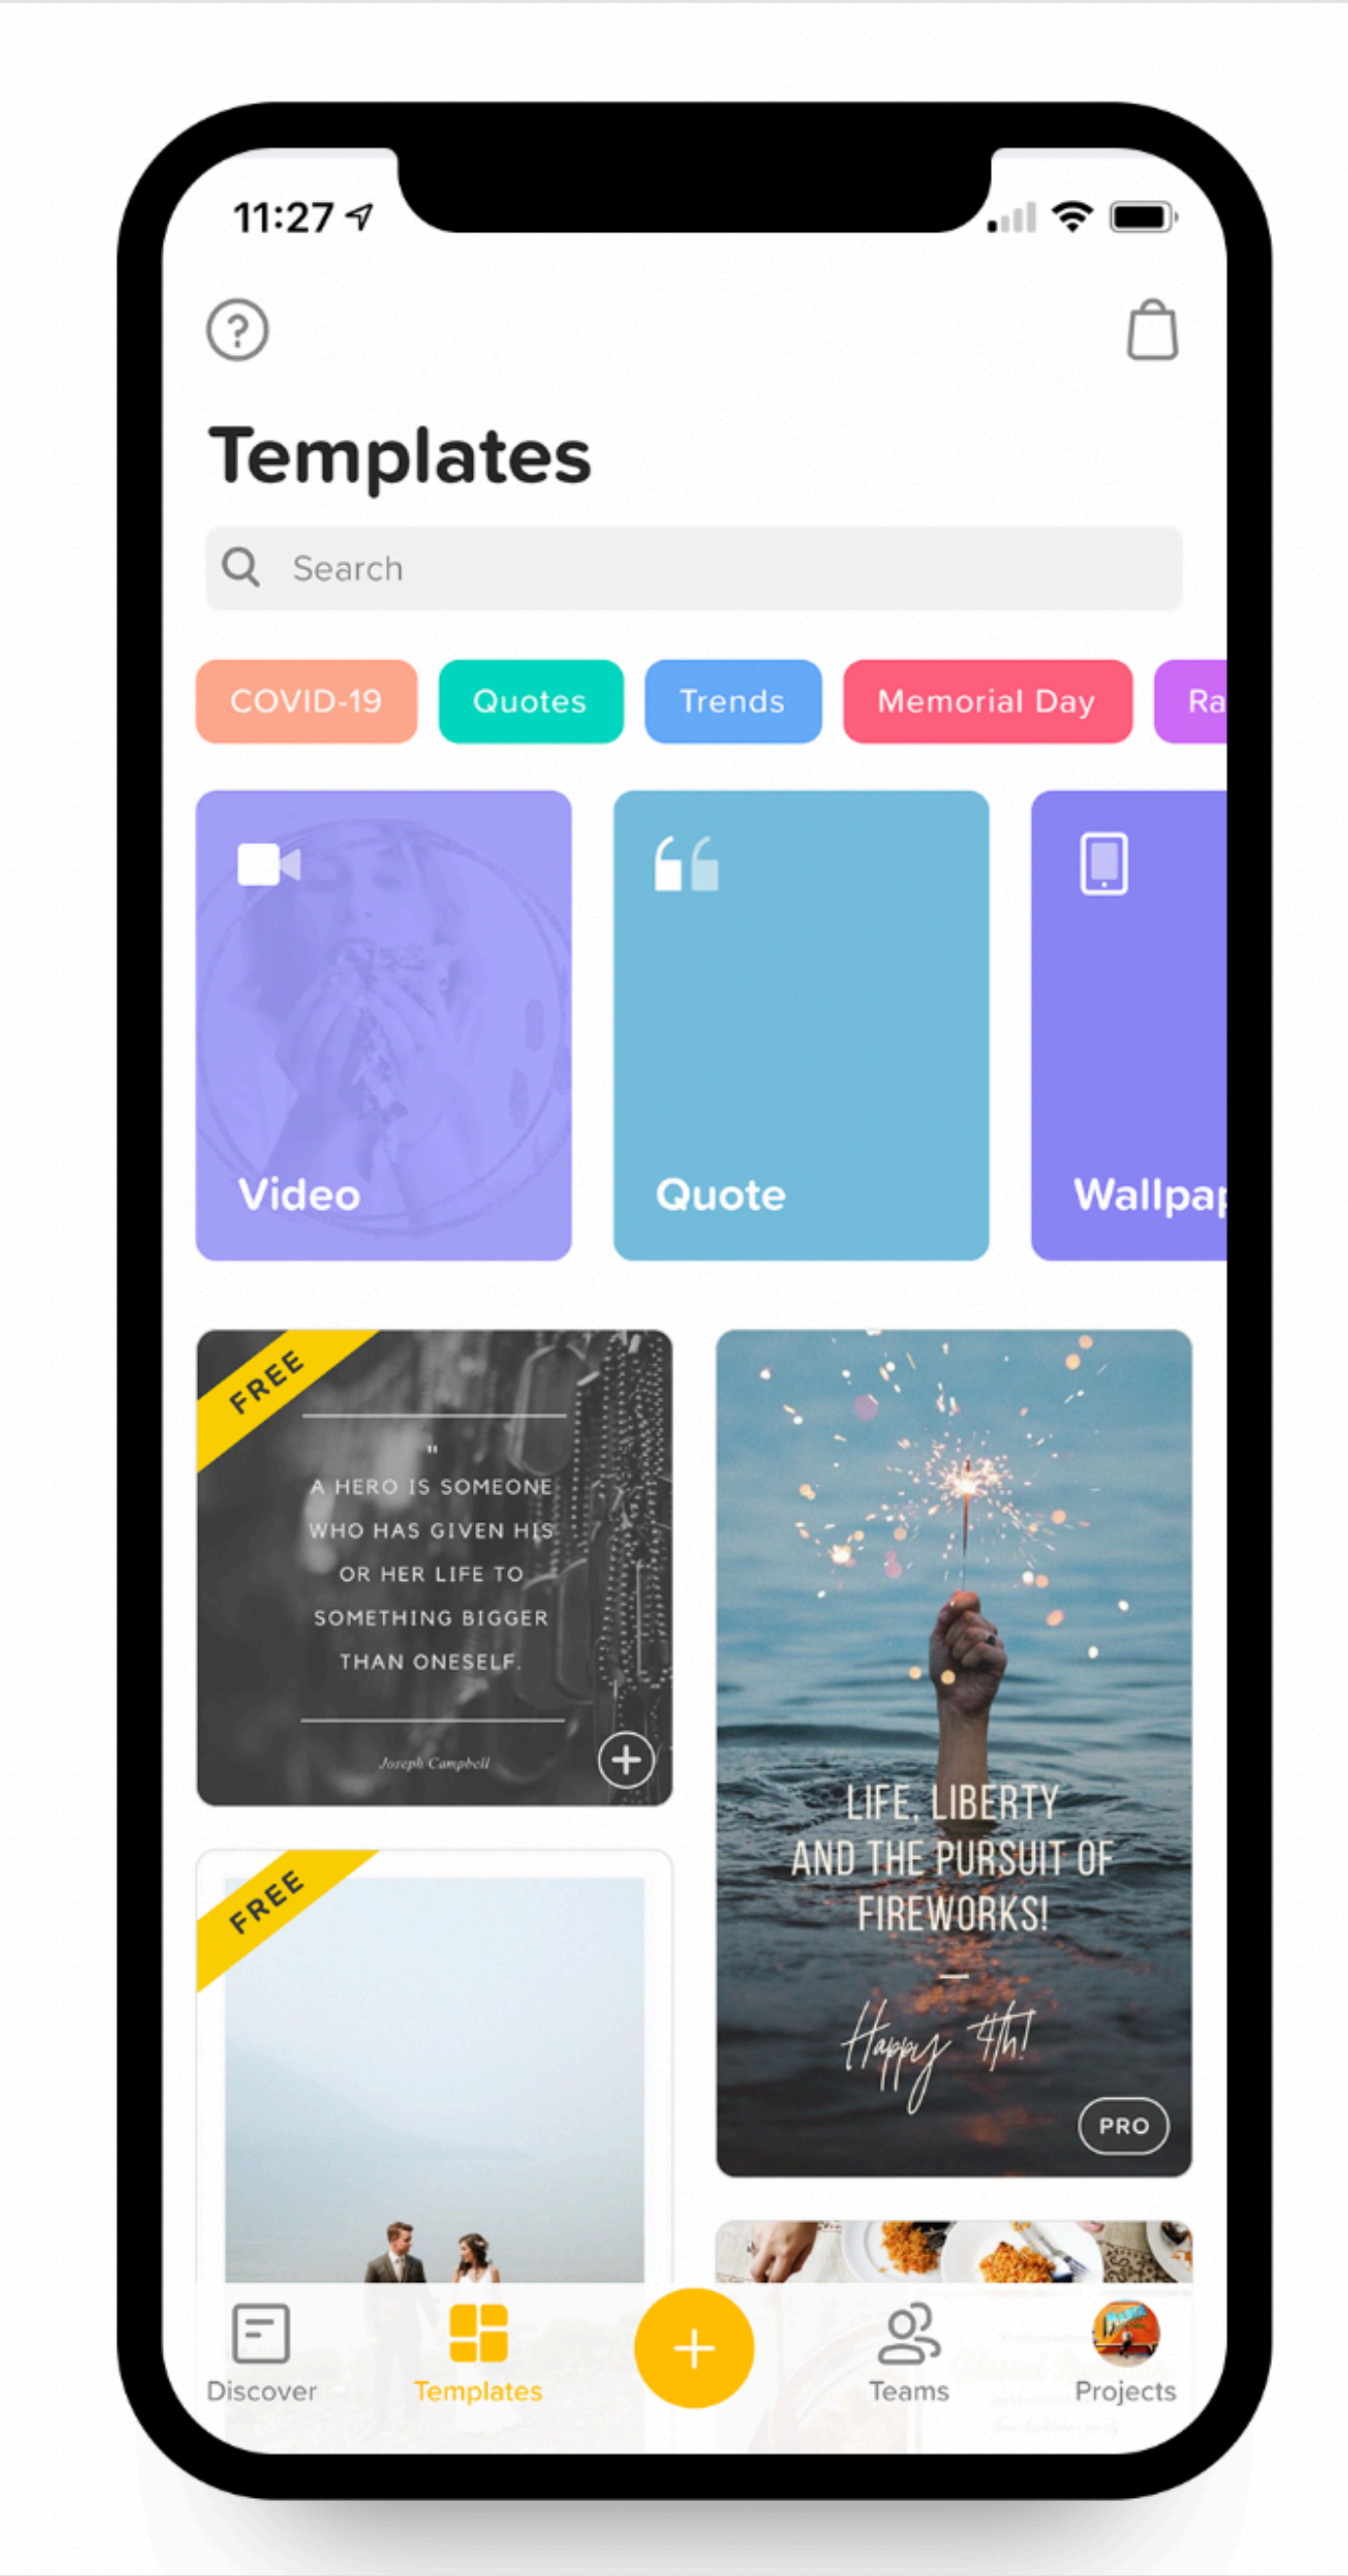 11:27
Templates
Search
COVID-19
Quotes
Trends
Memorial Day
Ra
Video
Quote
Wallpap
FREE
"
A HERO IS SOMEONE
WHO HAS GIVEN HIS
OR HER LIFE TO
SOMETHING BIGGER
THAN ONESELF.
Joseph Campbell
LIFE, LIBERTY
AND THE PURSUIT OF
FIREWORKS!
Happy 4th!
PRO
FREE
Discover
Templates
Teams
Projects